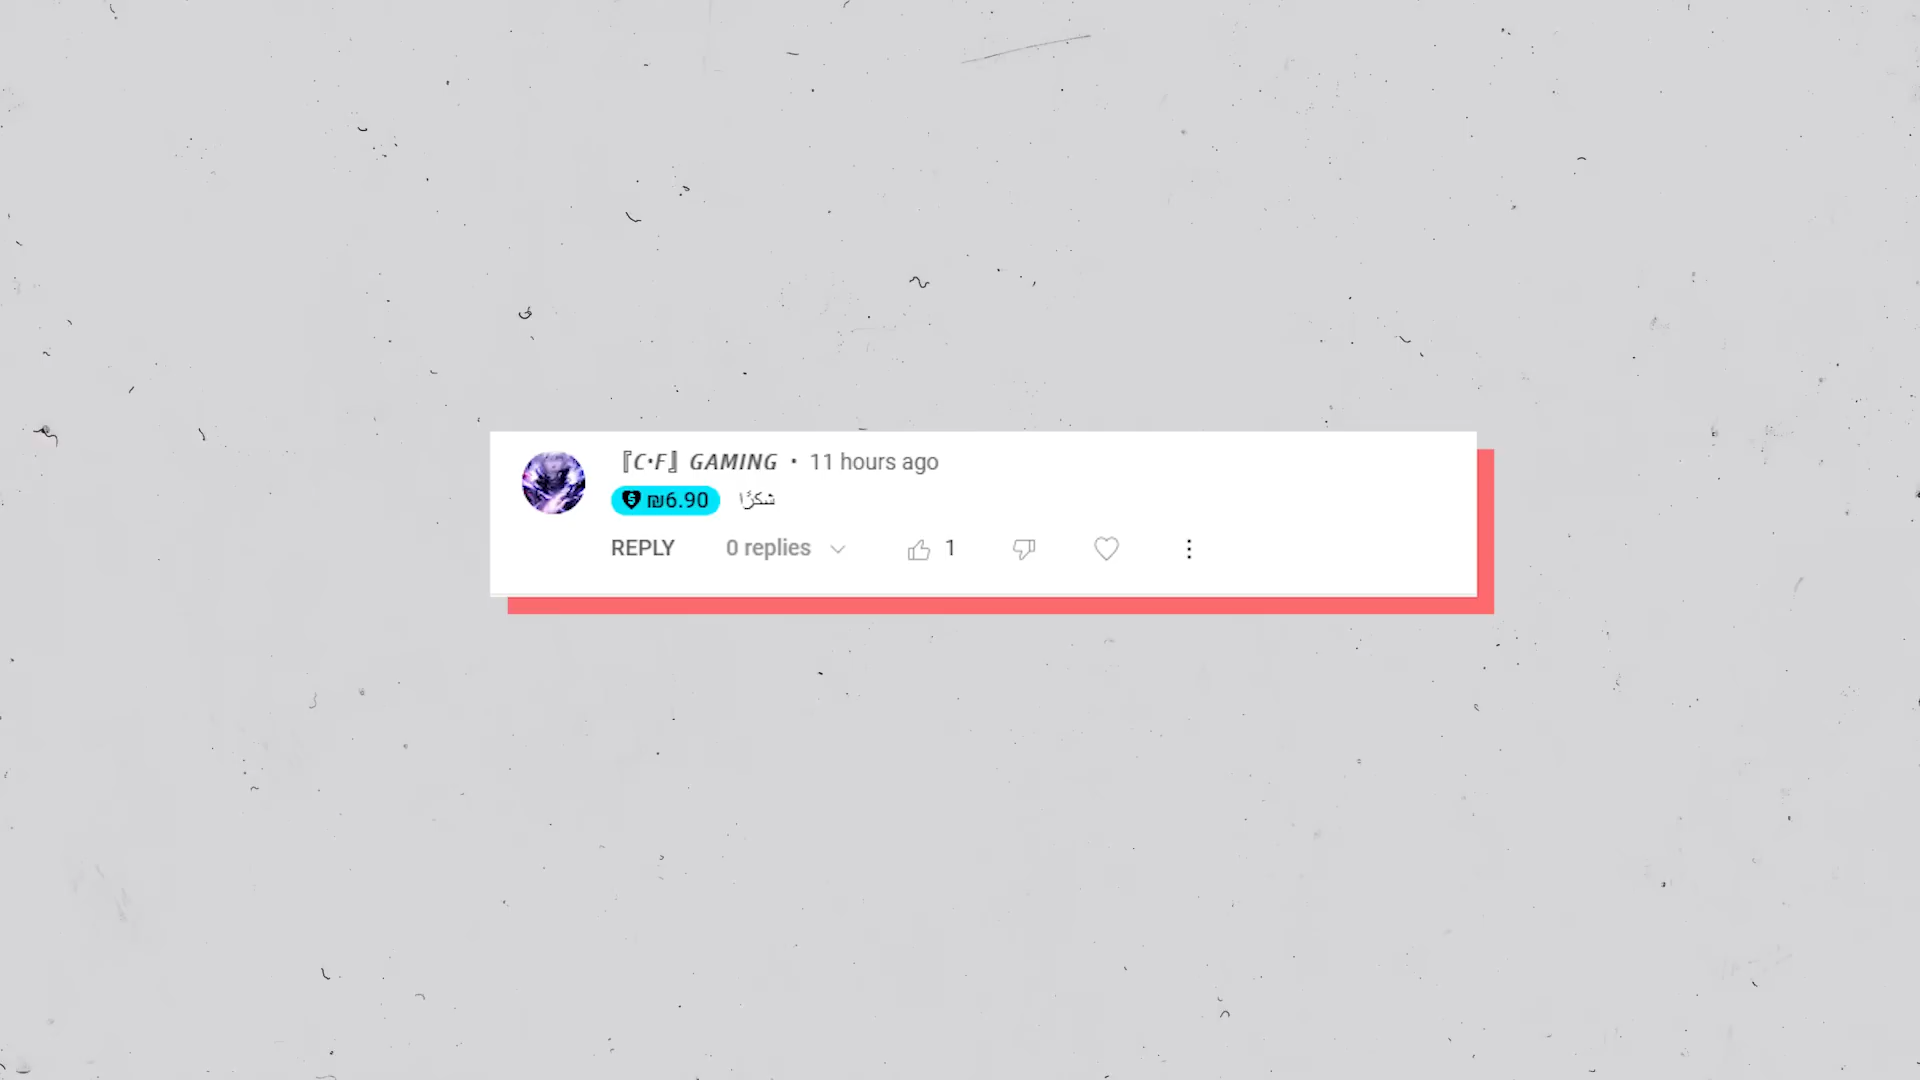 『C•F』 GAMING • 11 hours ago
₪6.90 شكرًا
REPLY 0 replies 1